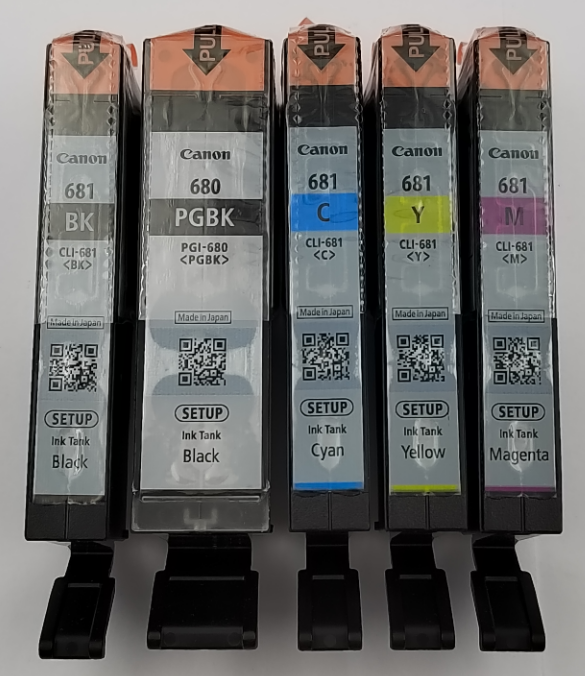 PULL
Canon
681
BK
CLI-681
<BK>
Made in Japan
SETUP
Ink Tank
Black
PULL
Canon
680
PGBK
PGI-680
<PGBK>
Made in Japan
SETUP
Ink Tank
Black
PULL
Canon
681
C
CLI-681
<C>
Made in Japan
SETUP
Ink Tank
Cyan
PULL
Canon
681
Y
CLI-681
<Y>
Made in Japan
SETUP
Ink Tank
Yellow
PULL
Canon
681
M
CLI-681
<M>
Made in Japan
SETUP
Ink Tank
Magenta